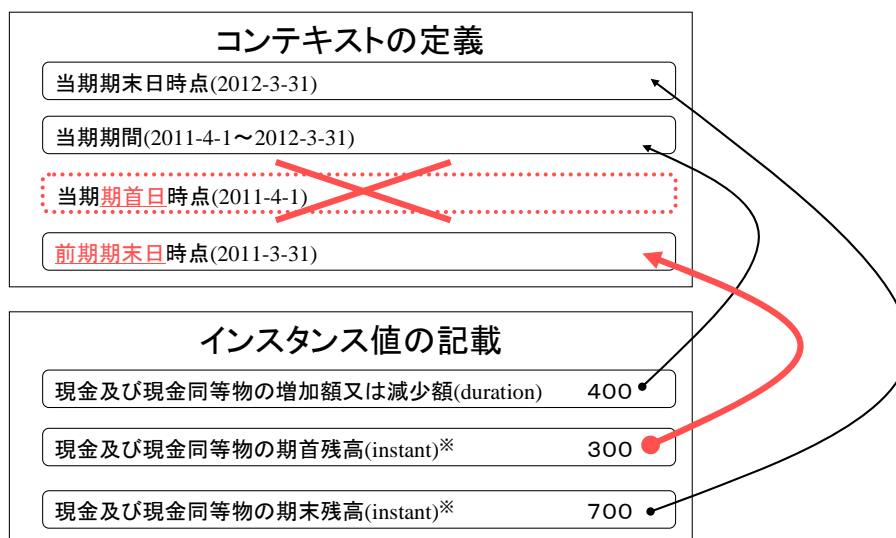 コンテキストの定義
当期期末日時点(2012-3-31)
当期期間(2011-4-1～2012-3-31)
当期期首日時点(2011-4-1)
前期期末日時点(2011-3-31)
インスタンス値の記載
現金及び現金同等物の増加額又は減少額(duration) 400
現金及び現金同等物の期首残高(instant)※ 300
現金及び現金同等物の期末残高(instant)※ 700